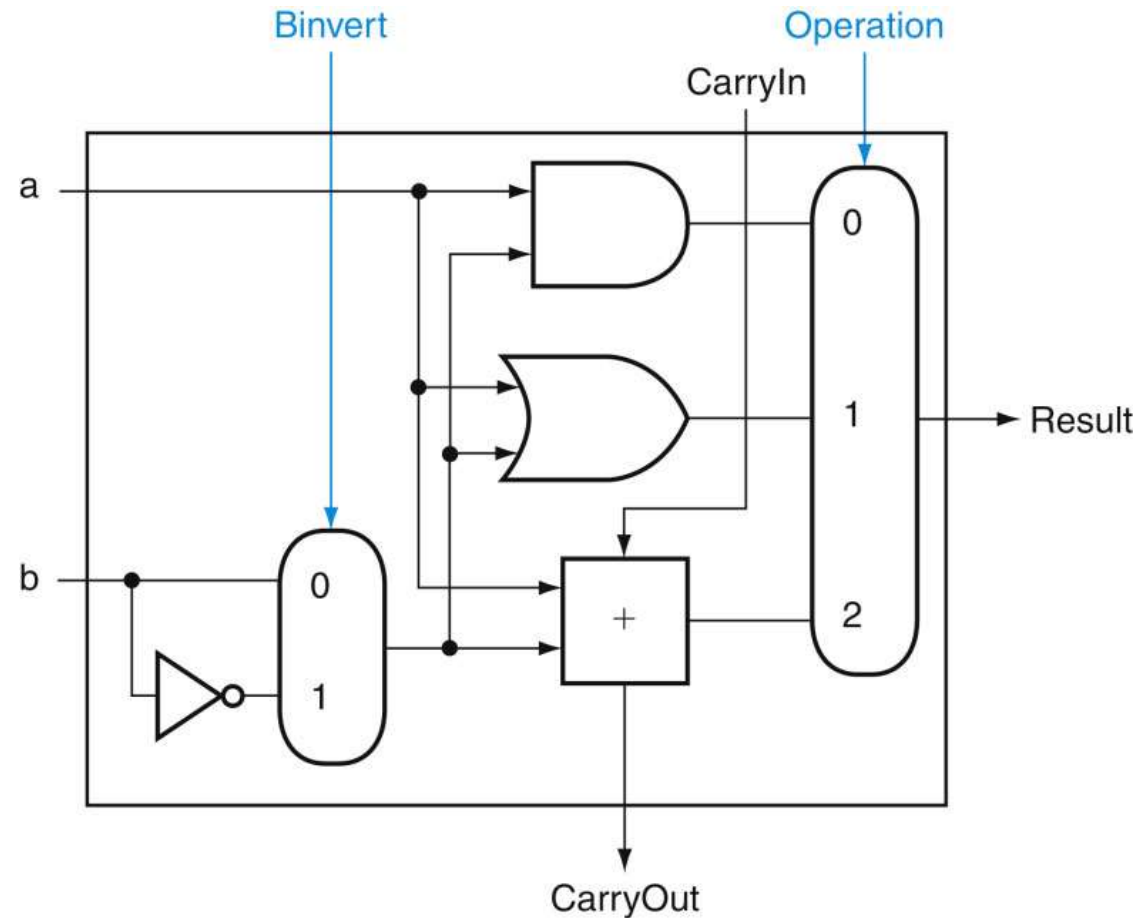 Binvert
Operation
CarryIn
a
0
1
Result
b
0
+
2
1
CarryOut